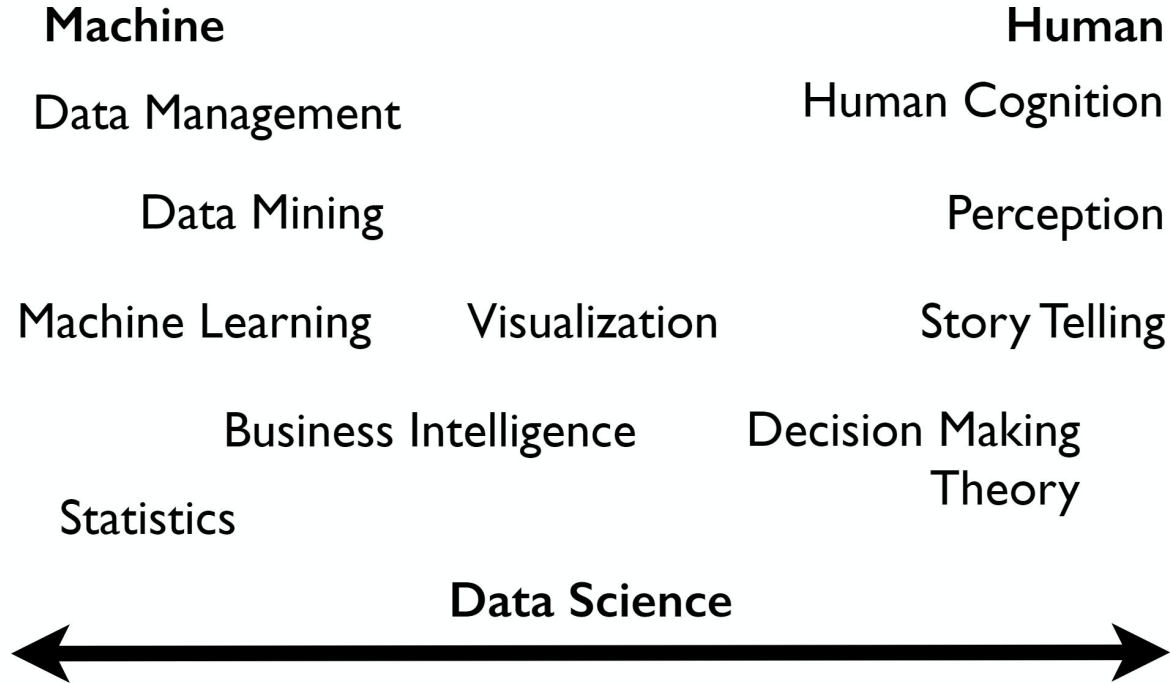 Machine
Human
Data Management
Human Cognition
Data Mining
Perception
Machine Learning
Visualization
Story Telling
Business Intelligence
Decision Making
Theory
Statistics
Data Science